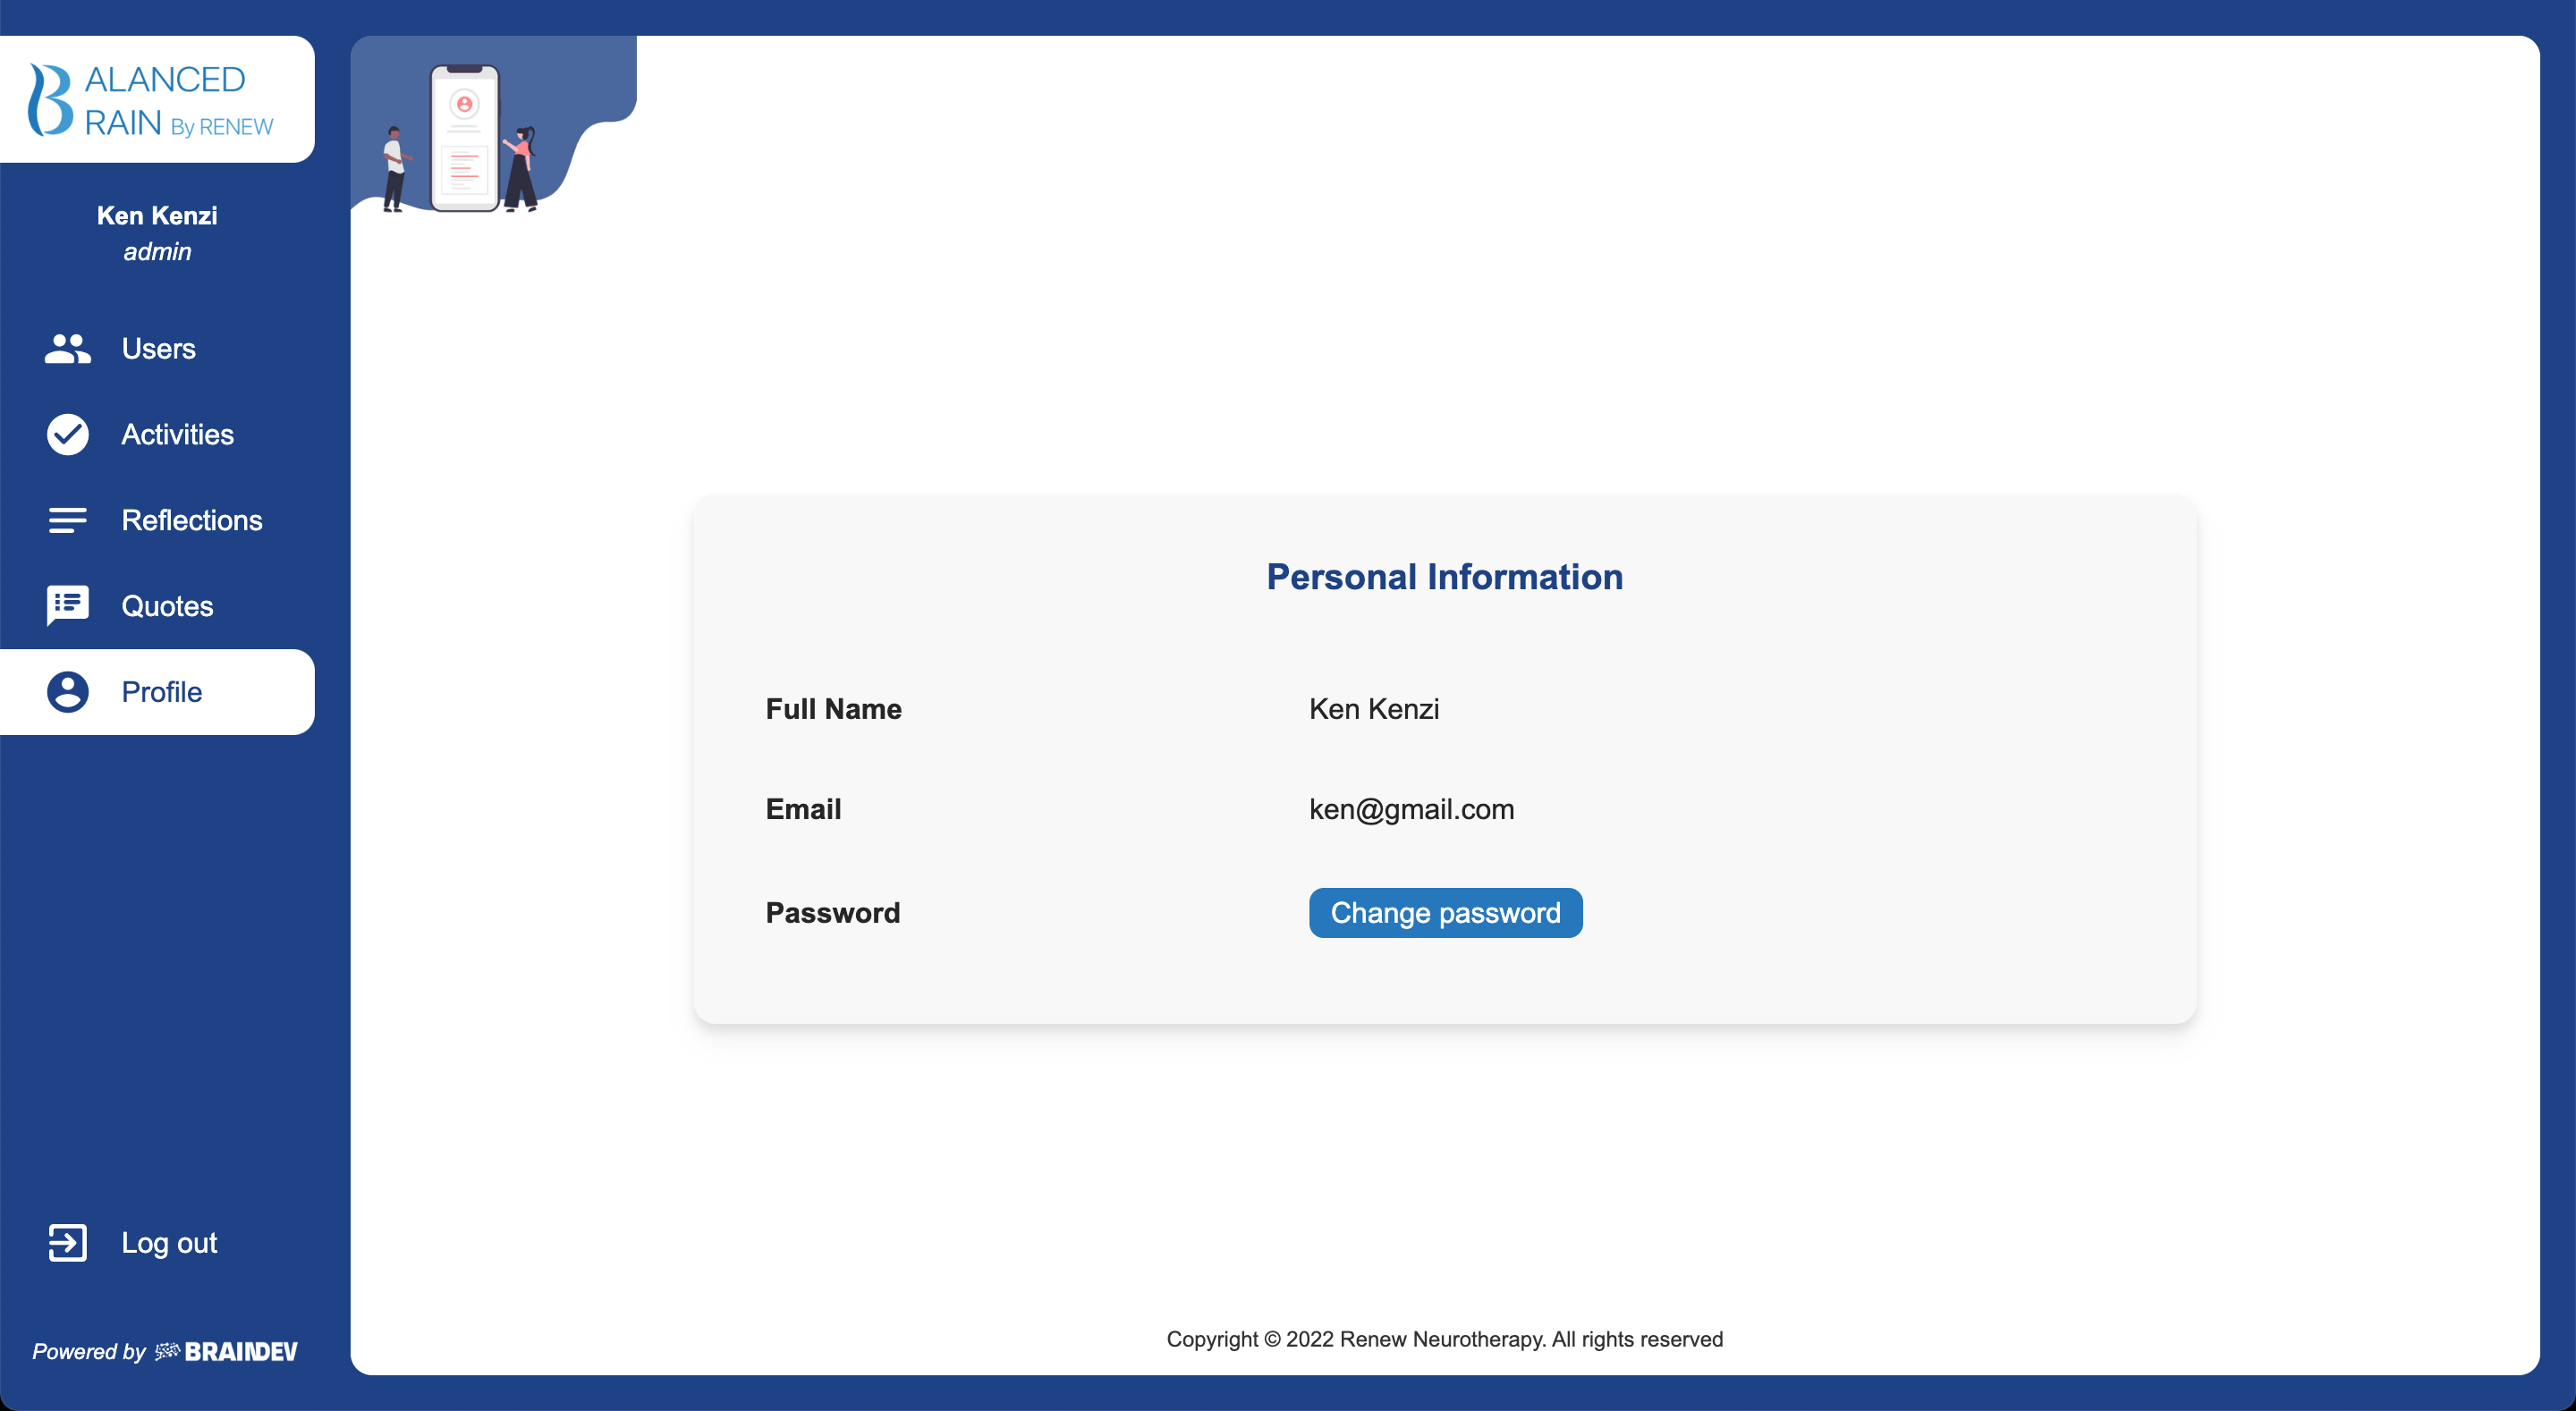 BALANCED
BRAIN By RENEW
Ken Kenzi
admin
Users
Activities
Reflections
Quotes
Profile
Log out
Powered by BRAINDEV
Personal Information
Full Name Ken Kenzi
Email ken@gmail.com
Password Change password
Copyright © 2022 Renew Neurotherapy. All rights reserved